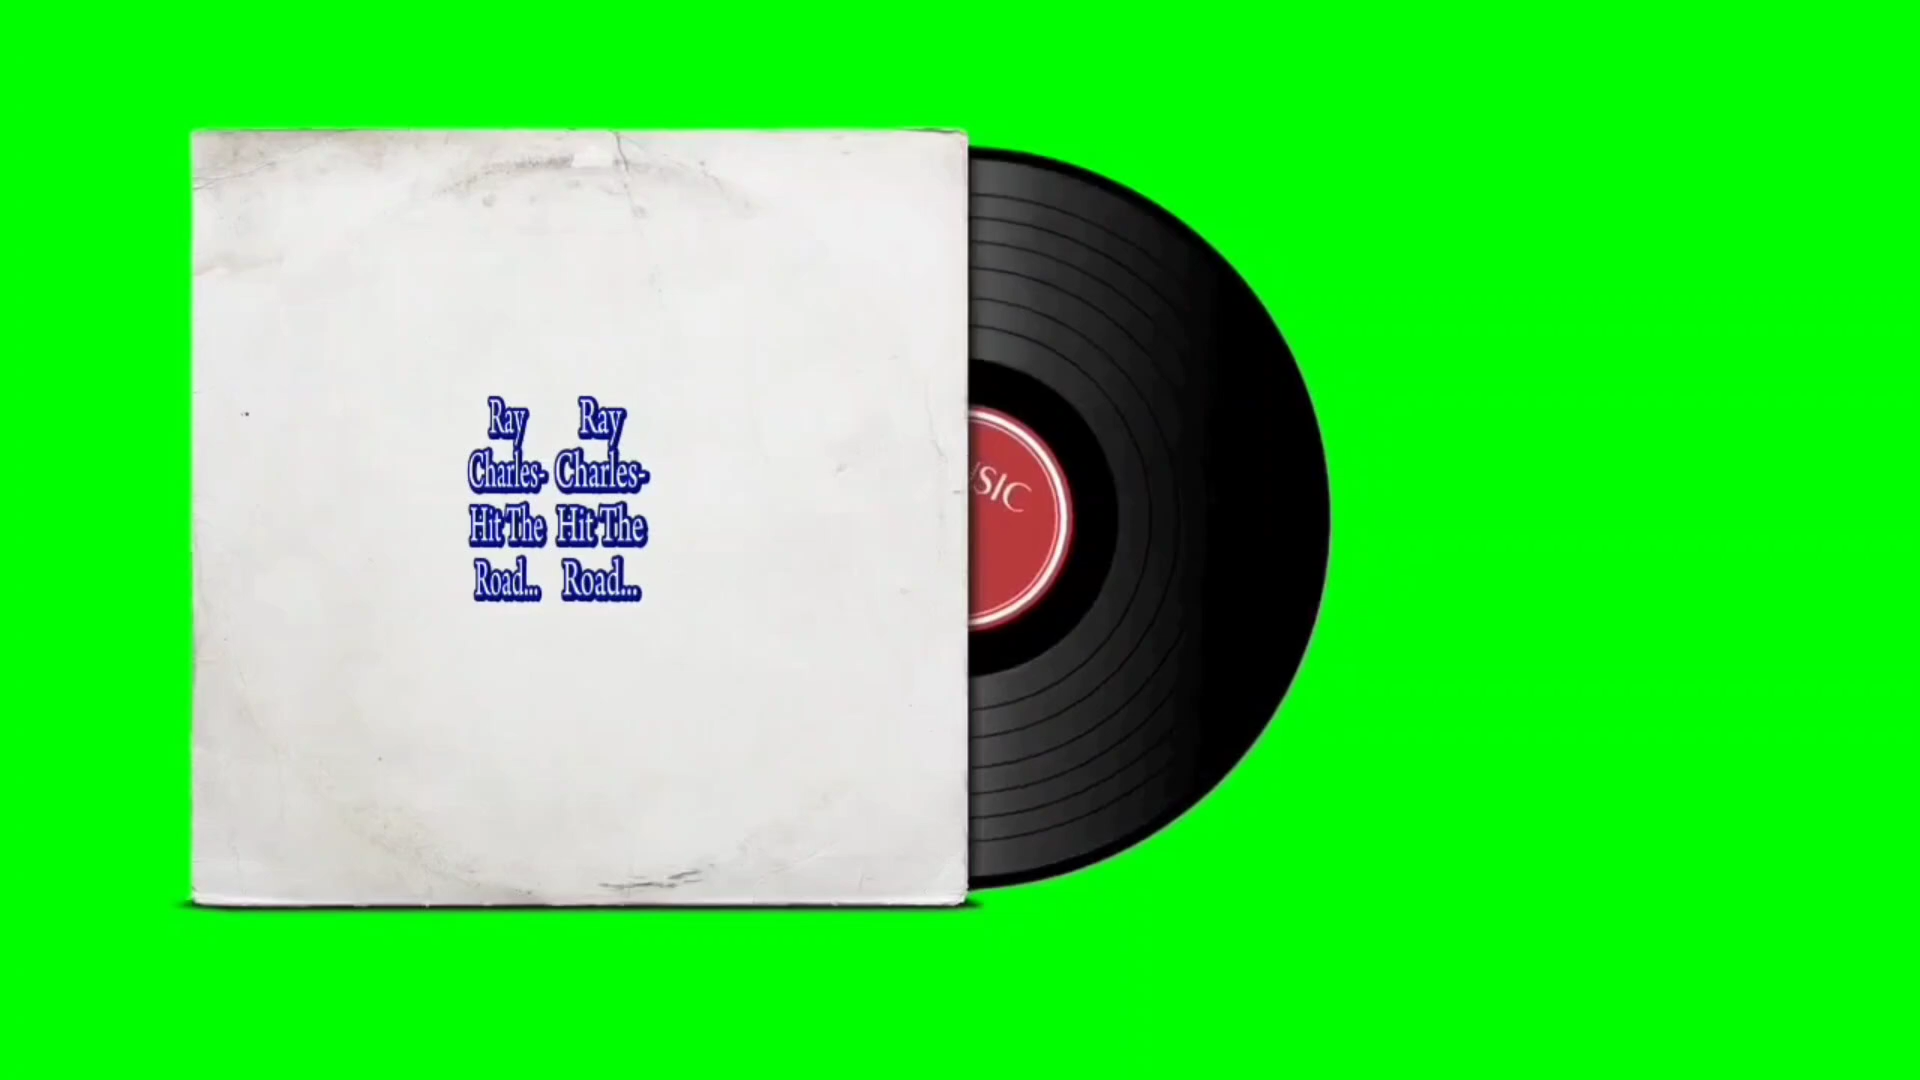 Ray
Charles-
Hit The
Road...
Ray
Charles-
Hit The
Road...
SIC